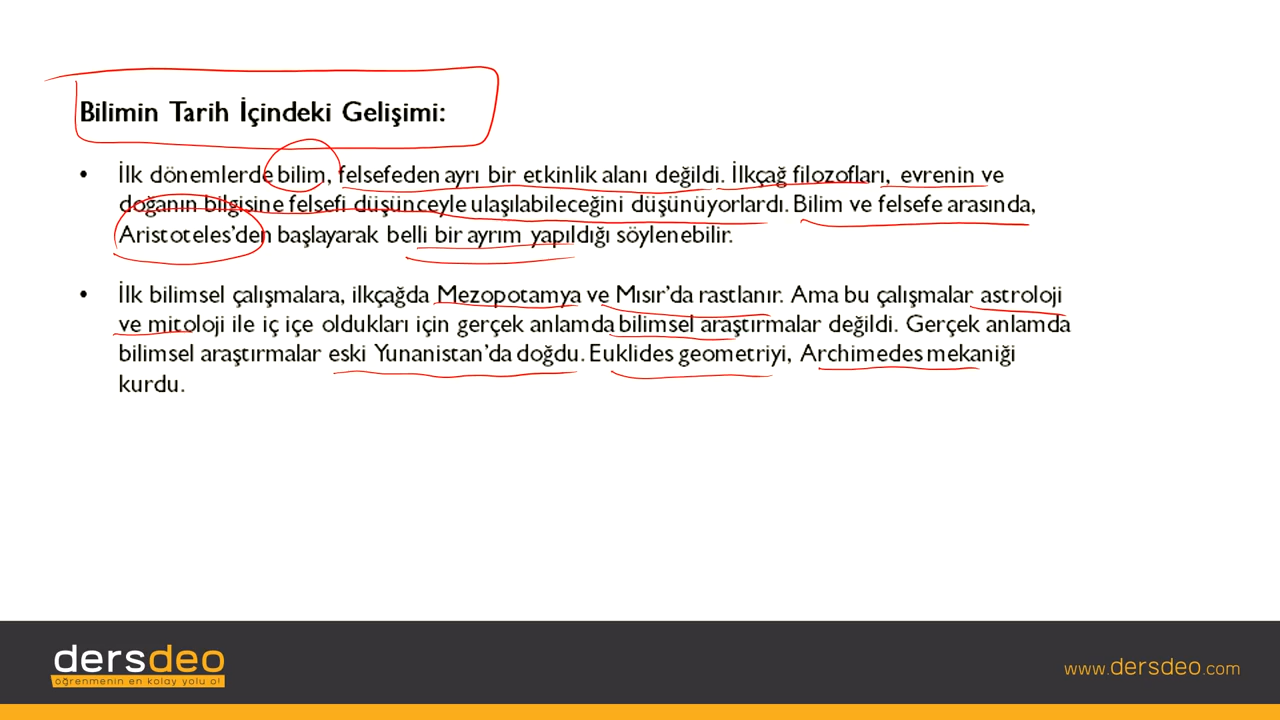 Bilimin Tarih İçindeki Gelişimi:
• İlk dönemlerde bilim, felsefeden ayrı bir etkinlik alanı değildi. İlkçağ filozofları, evrenin ve
doğanın bilgisine felsefi düşünceyle ulaşılabileceğini düşünüyorlardı. Bilim ve felsefe arasında,
Aristoteles’den başlayarak belli bir ayrım yapıldığı söylenebilir.
• İlk bilimsel çalışmalara, ilkçağda Mezopotamya ve Mısır’da rastlanır. Ama bu çalışmalar astroloji
ve mitoloji ile iç içe oldukları için gerçek anlamda bilimsel araştırmalar değildi. Gerçek anlamda
bilimsel araştırmalar eski Yunanistan’da doğdu. Euklides geometriyi, Archimedes mekaniği
kurdu.
dersdeo
öğrenmenin en kolay yolu o!
www.dersdeo.com